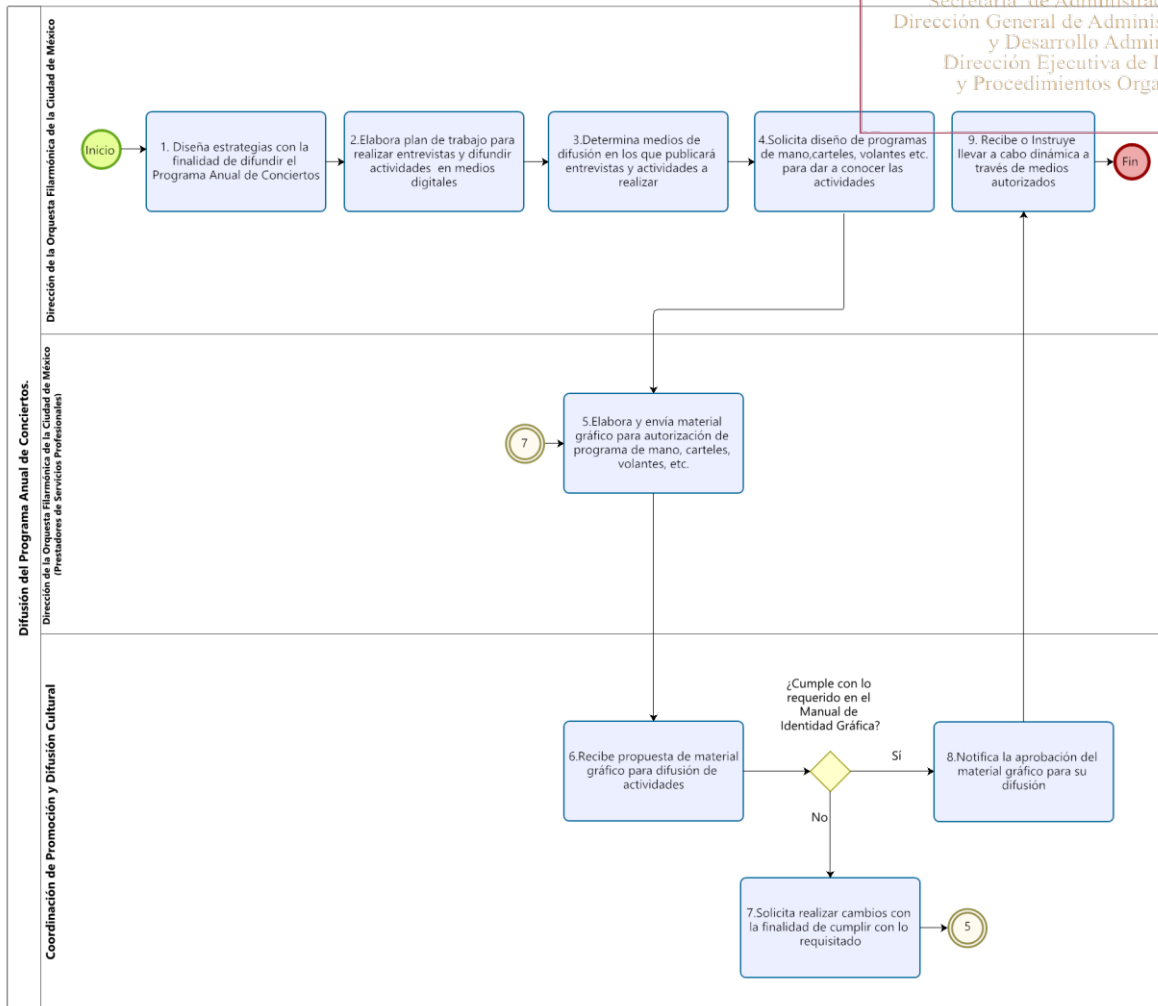 Secretaría de Administrac
Dirección General de Adminis
y Desarrollo Admin
Dirección Ejecutiva de D
y Procedimientos Orga
Difusión del Programa Anual de Conciertos.
Dirección de la Orquesta Filarmónica de la Ciudad de México
Inicio
1. Diseña estrategias con la
finalidad de difundir el
Programa Anual de Conciertos
2.Elabora plan de trabajo para
realizar entrevistas y difundir
actividades en medios
digitales
3.Determina medios de
difusión en los que publicará
entrevistas y actividades a
realizar
4.Solicita diseño de programas
de mano,carteles, volantes etc.
para dar a conocer las
actividades
9. Recibe o Instruye
llevar a cabo dinámica a
través de medios
autorizados
Fin
Dirección de la Orquesta Filarmónica de la Ciudad de México
(Prestadores de Servicios Profesionales)
7
5.Elabora y envía material
gráfico para autorización de
programa de mano, carteles,
volantes, etc.
Coordinación de Promoción y Difusión Cultural
6.Recibe propuesta de material
gráfico para difusión de
actividades
¿Cumple con lo
requerido en el
Manual de
Identidad Gráfica?
Sí
No
8.Notifica la aprobación del
material gráfico para su
difusión
7.Solicita realizar cambios con
la finalidad de cumplir con lo
requisitado
5